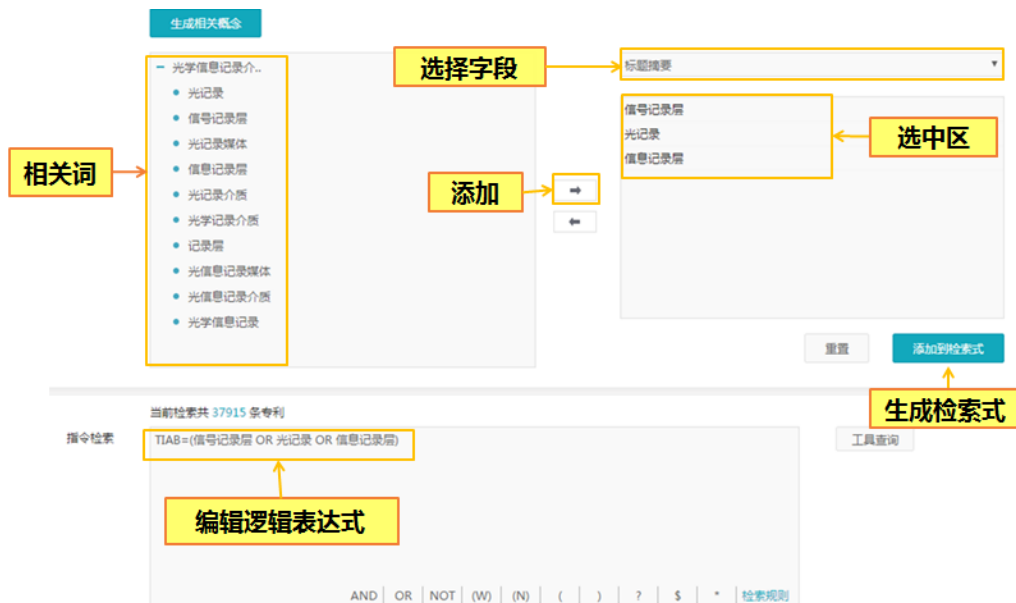 生成相关概念
光学信息记录介..
光记录
信号记录层
光记录媒体
信息记录层
光记录介质
光学记录介质
记录层
光信息记录媒体
光信息记录介质
光学信息记录
相关词
选择字段
标题摘要
信号记录层
光记录
信息记录层
选中区
添加
重置
添加到检索式
生成检索式
当前检索共 37915 条专利
指令检索
TIAB=(信号记录层 OR 光记录 OR 信息记录层)
工具查询
编辑逻辑表达式
AND OR NOT (W) (N) ( ) ? $ * 检索规则